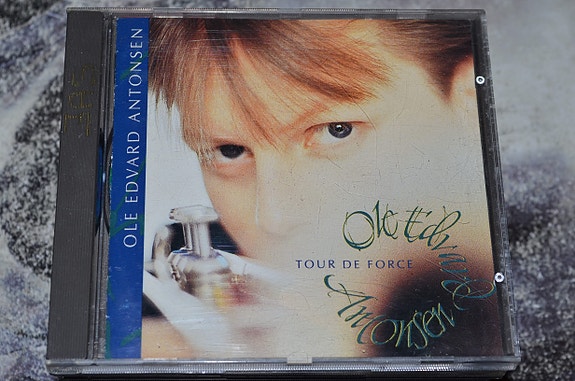 OLE EDVARD ANTONSEN
Ole Edvard
Antonsen
TOUR DE FORCE